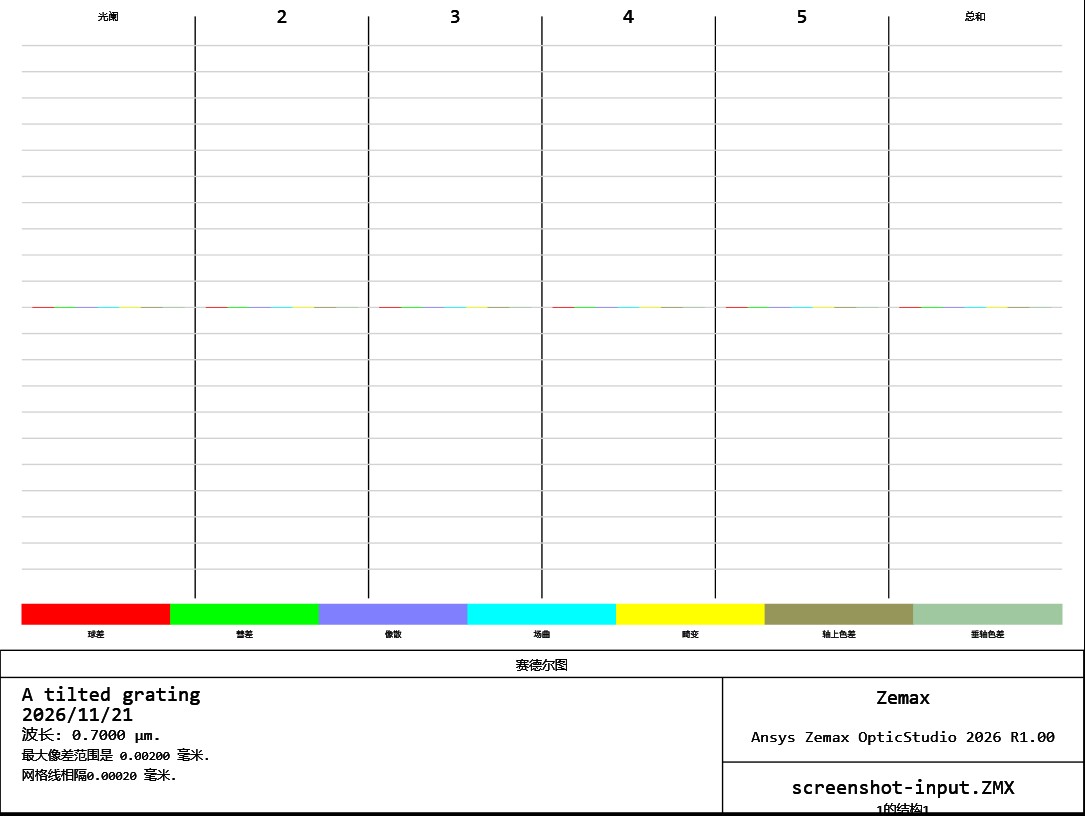 光阑 2 3 4 5 总和
球差 彗差 像散 场曲 畸变 轴上色差 垂轴色差
赛德尔图
A tilted grating
2026/11/21
波长: 0.7000 µm.
最大像差范围是 0.00200 毫米.
网格线相隔0.00020 毫米.
Zemax
Ansys Zemax OpticStudio 2026 R1.00
screenshot-input.ZMX
1的结构1